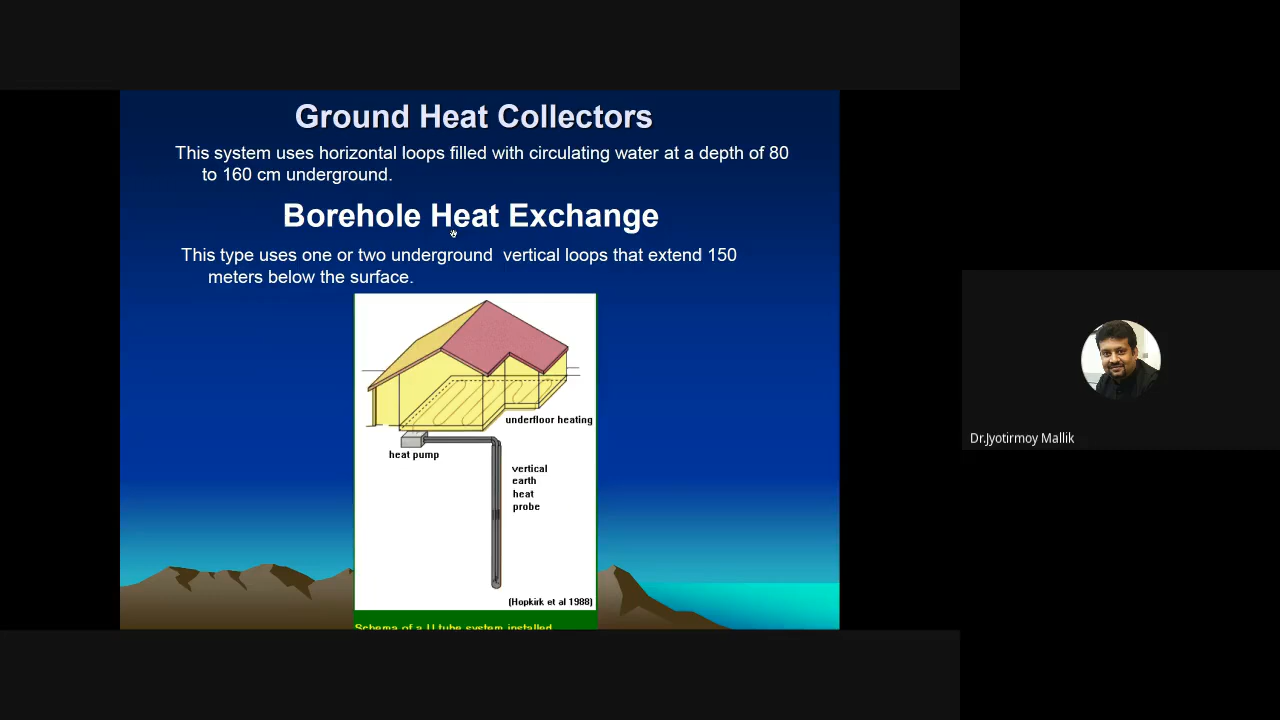 Ground Heat Collectors
This system uses horizontal loops filled with circulating water at a depth of 80
to 160 cm underground.
Borehole Heat Exchange
This type uses one or two underground vertical loops that extend 150
meters below the surface.
underfloor heating
heat pump
vertical
earth
heat
probe
(Hopkirk et al 1988)
Schema of a U tube system installed
Dr.Jyotirmoy Mallik